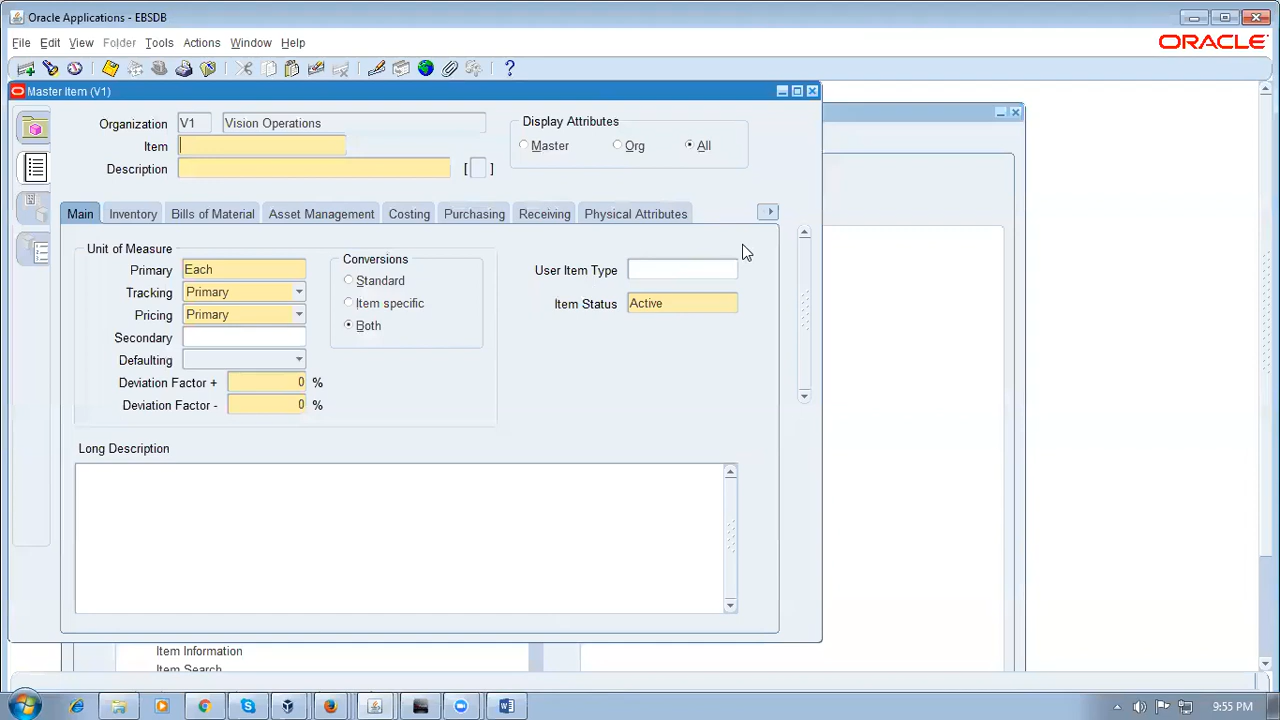 Oracle Applications - EBSDB
File Edit View Folder Tools Actions Window Help
ORACLE
Master Item (V1)
Organization V1 Vision Operations
Display Attributes
Item
Master Org All
Description [ ]
Main Inventory Bills of Material Asset Management Costing Purchasing Receiving Physical Attributes
Unit of Measure
Conversions
Primary Each
User Item Type
Standard
Tracking Primary
Item specific
Item Status Active
Pricing Primary
Both
Secondary
Defaulting
Deviation Factor + 0 %
Deviation Factor - 0 %
Long Description
Item Information
Item Search
9:55 PM